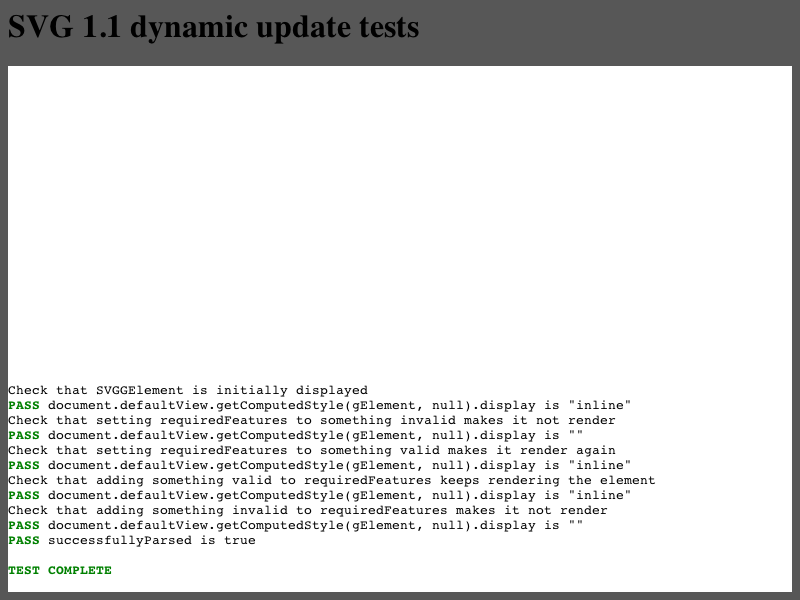 SVG 1.1 dynamic update tests
Check that SVGGElement is initially displayed
PASS document.defaultView.getComputedStyle(gElement, null).display is "inline"
Check that setting requiredFeatures to something invalid makes it not render
PASS document.defaultView.getComputedStyle(gElement, null).display is ""
Check that setting requiredFeatures to something valid makes it render again
PASS document.defaultView.getComputedStyle(gElement, null).display is "inline"
Check that adding something valid to requiredFeatures keeps rendering the element
PASS document.defaultView.getComputedStyle(gElement, null).display is "inline"
Check that adding something invalid to requiredFeatures makes it not render
PASS document.defaultView.getComputedStyle(gElement, null).display is ""
PASS successfullyParsed is true
TEST COMPLETE